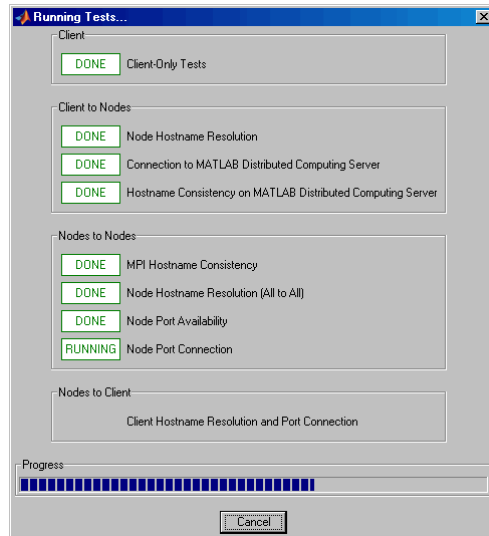 Running Tests...
Client
DONE Client-Only Tests
Client to Nodes
DONE Node Hostname Resolution
DONE Connection to MATLAB Distributed Computing Server
DONE Hostname Consistency on MATLAB Distributed Computing Server
Nodes to Nodes
DONE MPI Hostname Consistency
DONE Node Hostname Resolution (All to All)
DONE Node Port Availability
RUNNING Node Port Connection
Nodes to Client
Client Hostname Resolution and Port Connection
Progress
Cancel